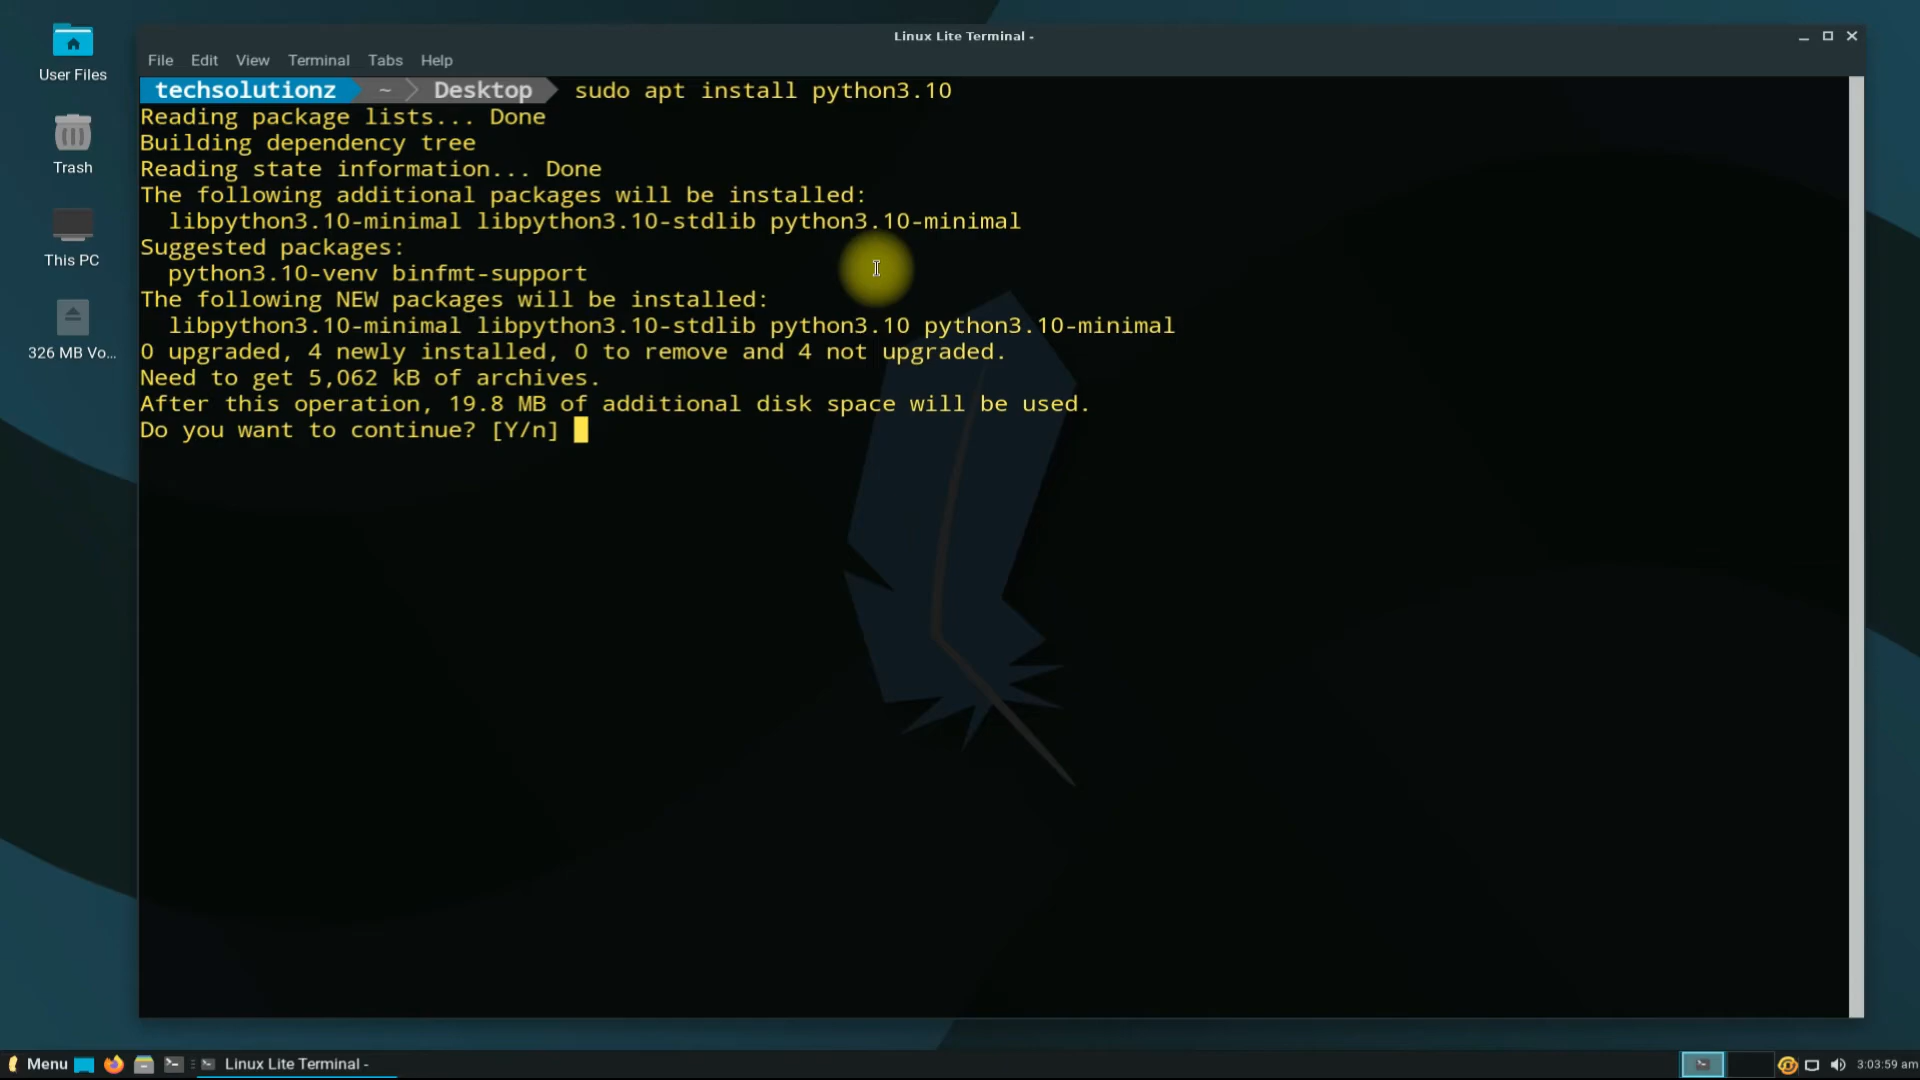 Linux Lite Terminal -
File Edit View Terminal Tabs Help
techsolutionz ~ Desktop sudo apt install python3.10
Reading package lists... Done
Building dependency tree
Reading state information... Done
The following additional packages will be installed:
libpython3.10-minimal libpython3.10-stdlib python3.10-minimal
Suggested packages:
python3.10-venv binfmt-support
The following NEW packages will be installed:
libpython3.10-minimal libpython3.10-stdlib python3.10 python3.10-minimal
0 upgraded, 4 newly installed, 0 to remove and 4 not upgraded.
Need to get 5,062 kB of archives.
After this operation, 19.8 MB of additional disk space will be used.
Do you want to continue? [Y/n]
User Files
Trash
This PC
326 MB Vo...
Menu Linux Lite Terminal - 3:03:59 am